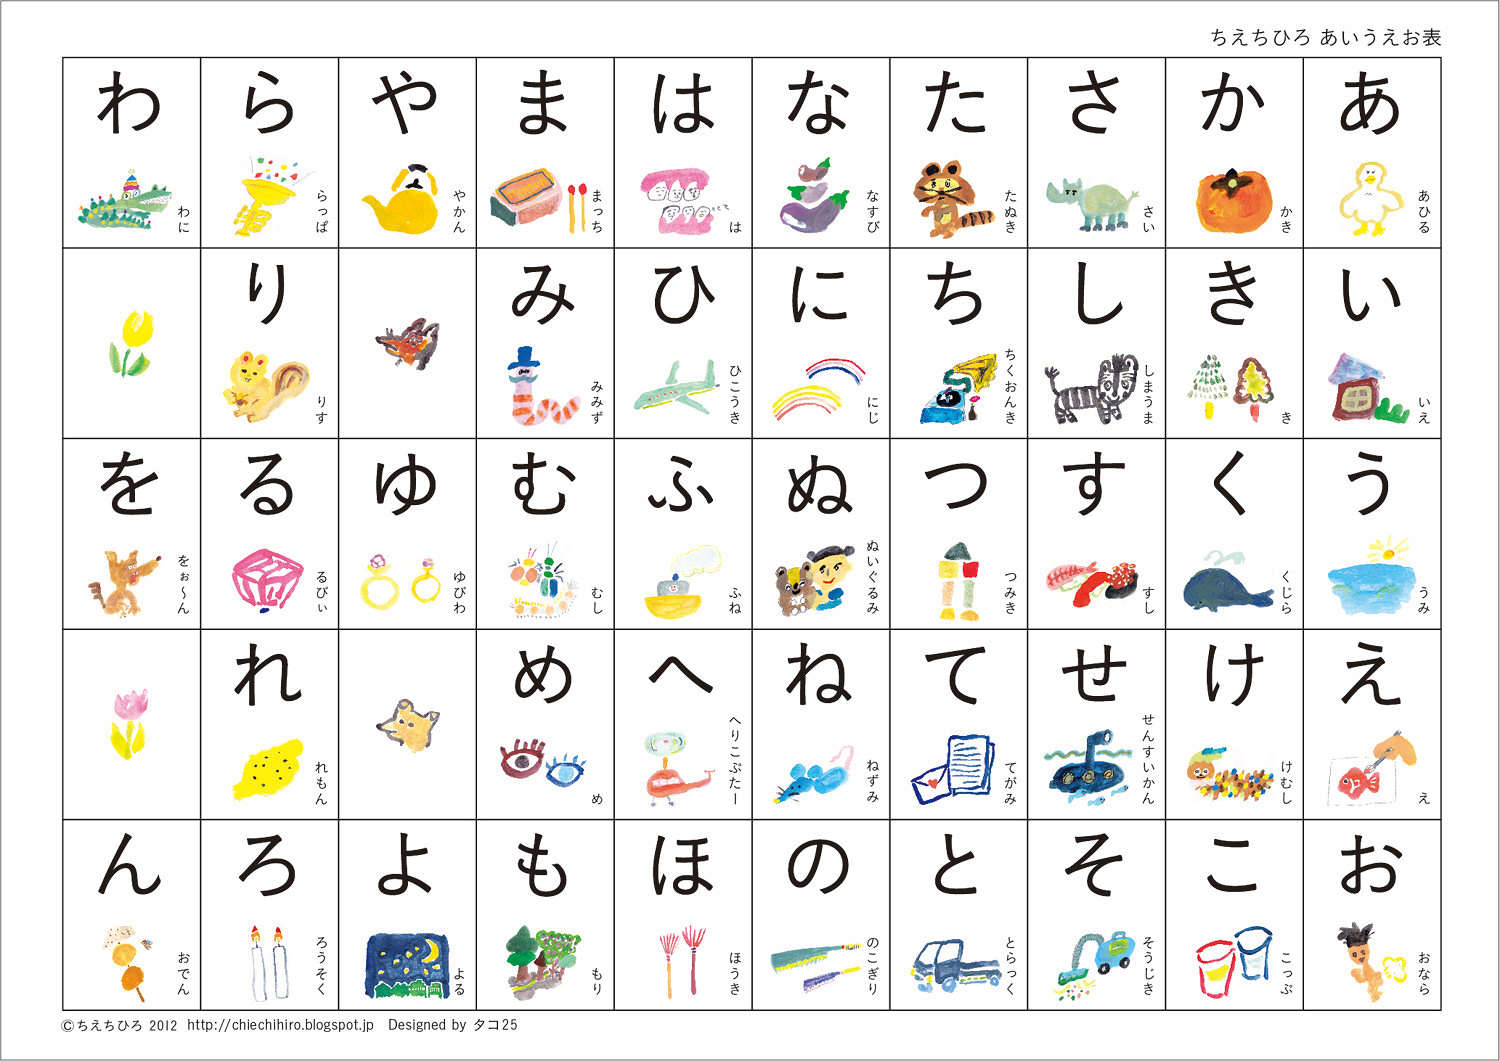 ちえちひろ あいうえお表
あ
あひる
い
いえ
う
うみ
え
え
お
おなら
か
かき
き
き
く
くじら
け
けむし
こ
こっぷ
さ
さい
し
しまうま
す
すし
せ
せんすいかん
そ
そうじき
た
たぬき
ち
ちくおんき
つ
つみき
て
てがみ
と
とらっく
な
なすび
に
にじ
ぬ
ぬいぐるみ
ね
ねずみ
の
のこぎり
は
は
ひ
ひこうき
ふ
ふね
へ
へりこぷたー
ほ
ほうき
ま
まっち
み
みみず
む
むし
め
め
も
もり
や
やかん
ゆ
ゆびわ
よ
よる
ら
らっぱ
り
りす
る
るびぃ
れ
れもん
ろ
ろうそく
わ
わに
を
をぉ〜ん
ん
おでん
©ちえちひろ 2012 http://chiechihiro.blogspot.jp Designed by タコ25